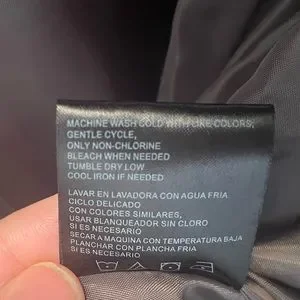 MACHINE WASH COLD WITH LIKE COLORS,
GENTLE CYCLE,
ONLY NON-CHLORINE
BLEACH WHEN NEEDED
TUMBLE DRY LOW
COOL IRON IF NEEDED
LAVAR EN LAVADORA CON AGUA FRIA
CICLO DELICADO
CON COLORES SIMILARES,
USAR BLANQUEADOR SIN CLORO
SI ES NECESARIO
SECAR A MAQUINA CON TEMPERATURA BAJA
PLANCHAR CON PLANCHA FRIA
SI ES NECESARIO